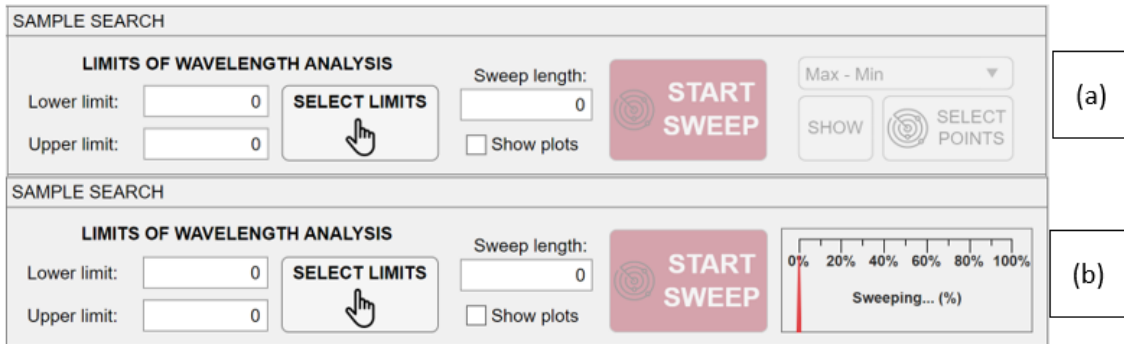 SAMPLE SEARCH
LIMITS OF WAVELENGTH ANALYSIS
Lower limit:
0
Upper limit:
0
SELECT LIMITS
Sweep length:
0
Show plots
START
SWEEP
Max - Min
SHOW
SELECT
POINTS
(a)
SAMPLE SEARCH
LIMITS OF WAVELENGTH ANALYSIS
Lower limit:
0
Upper limit:
0
SELECT LIMITS
Sweep length:
0
Show plots
START
SWEEP
0% 20% 40% 60% 80% 100%
Sweeping... (%)
(b)